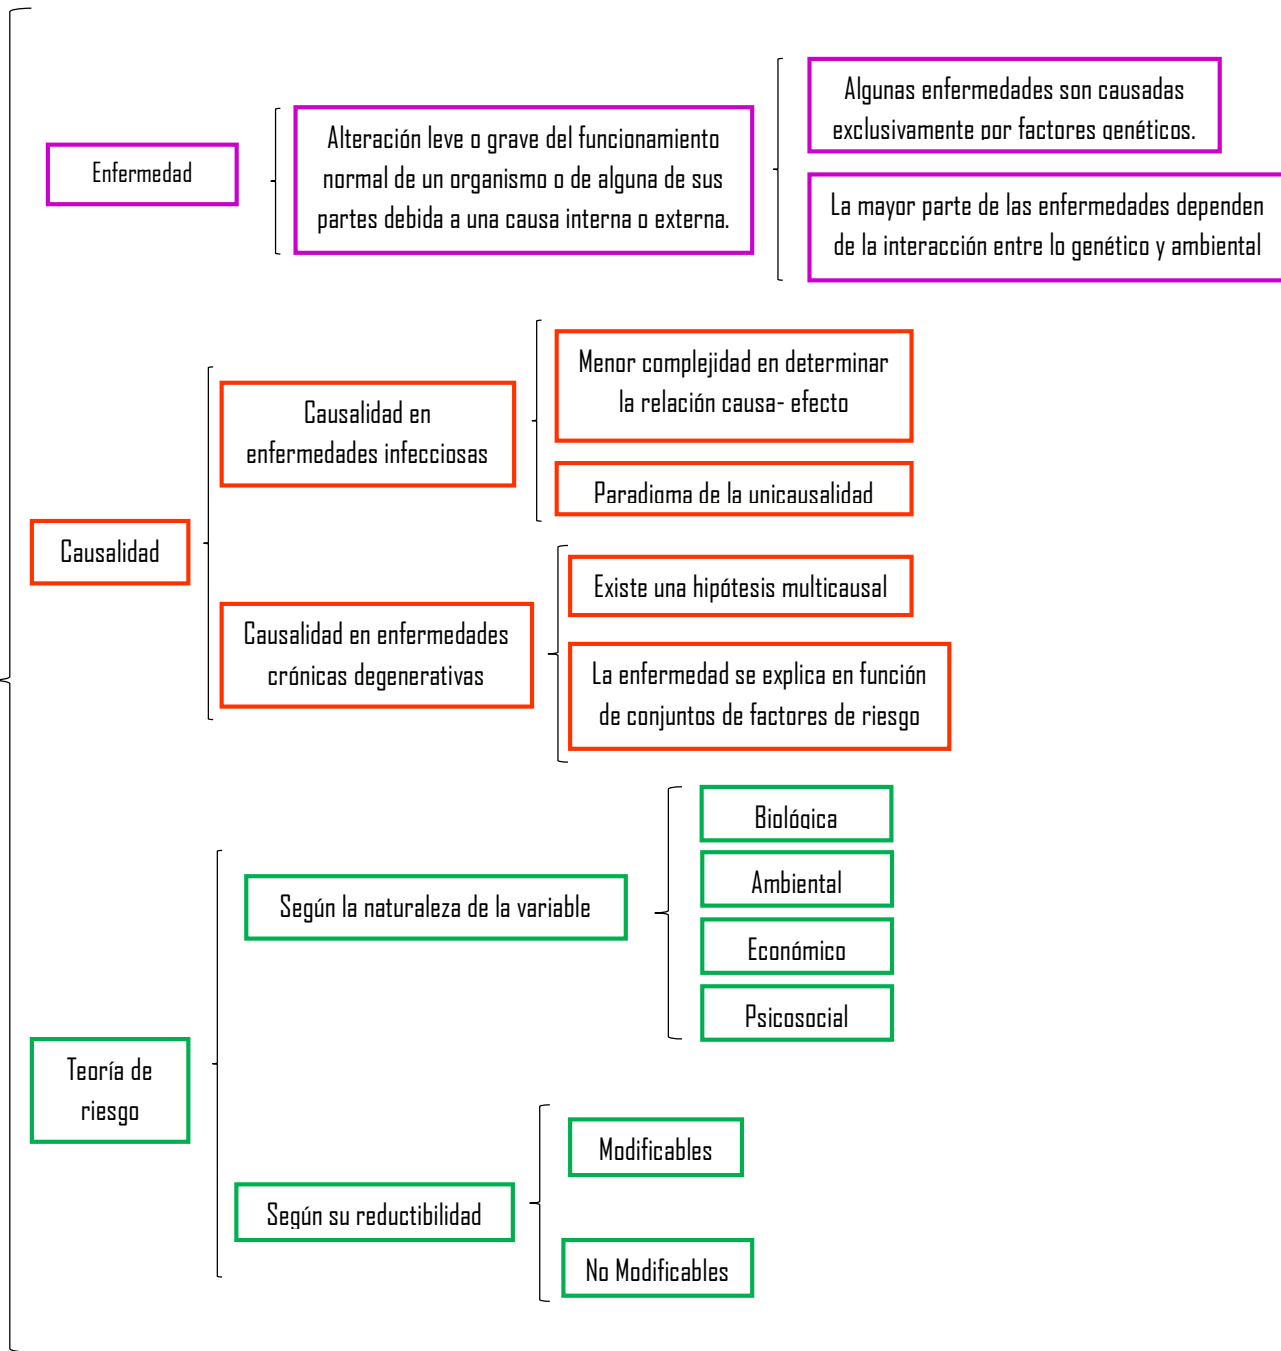 Enfermedad
Alteración leve o grave del funcionamiento
normal de un organismo o de alguna de sus
partes debida a una causa interna o externa.
Algunas enfermedades son causadas
exclusivamente por factores genéticos.
La mayor parte de las enfermedades dependen
de la interacción entre lo genético y ambiental
Causalidad
Causalidad en
enfermedades infecciosas
Menor complejidad en determinar
la relación causa- efecto
Paradigma de la unicausalidad
Causalidad en enfermedades
crónicas degenerativas
Existe una hipótesis multicausal
La enfermedad se explica en función
de conjuntos de factores de riesgo
Teoría de
riesgo
Según la naturaleza de la variable
Biológica
Ambiental
Económico
Psicosocial
Según su reductibilidad
Modificables
No Modificables